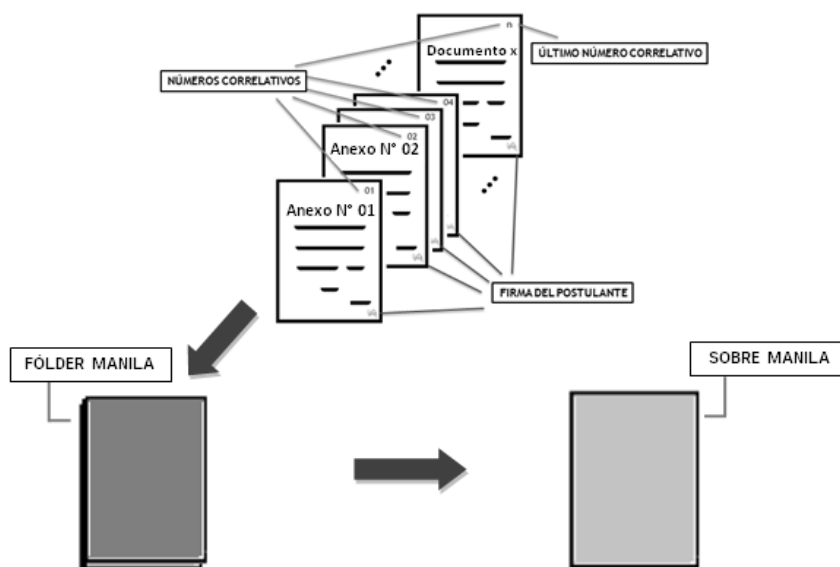 n
Documento x
ÚLTIMO NÚMERO CORRELATIVO
NÚMEROS CORRELATIVOS
04
03
02
Anexo N° 02
01
Anexo N° 01
FIRMA DEL POSTULANTE
FÓLDER MANILA
SOBRE MANILA